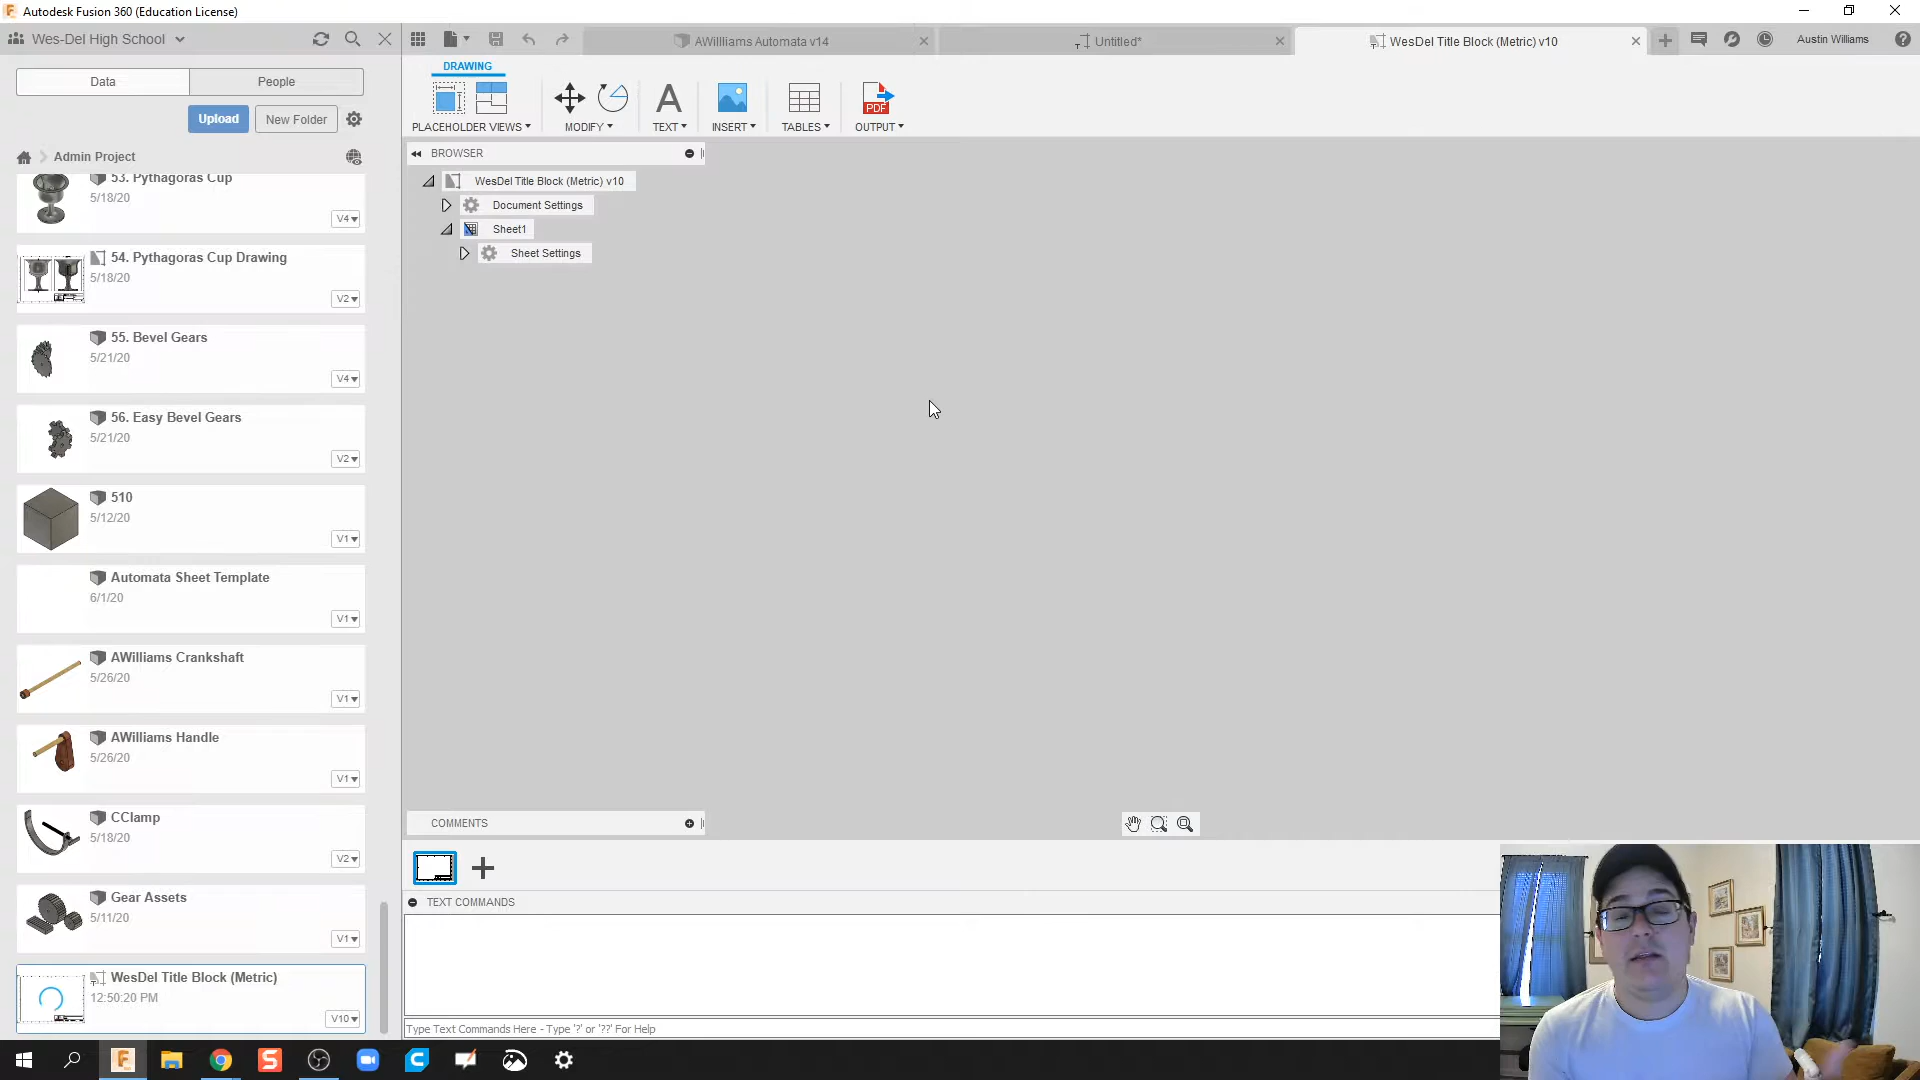 Autodesk Fusion 360 (Education License)
Wes-Del High School
AWillliams Automata v14
Untitled*
WesDel Title Block (Metric) v10
Austin Williams
Data
People
Upload
New Folder
Admin Project
DRAWING
PLACEHOLDER VIEWS
MODIFY
TEXT
INSERT
TABLES
PDF
OUTPUT
BROWSER
WesDel Title Block (Metric) v10
Document Settings
Sheet1
Sheet Settings
53. Pythagoras Cup
5/18/20
V4
54. Pythagoras Cup Drawing
5/18/20
V2
55. Bevel Gears
5/21/20
V4
56. Easy Bevel Gears
5/21/20
V2
510
5/12/20
V1
Automata Sheet Template
6/1/20
V1
AWilliams Crankshaft
5/26/20
V1
AWilliams Handle
5/26/20
V1
CClamp
5/18/20
V2
Gear Assets
5/11/20
V1
WesDel Title Block (Metric)
12:50:20 PM
V10
COMMENTS
TEXT COMMANDS
Type Text Commands Here - Type '?' or '??' For Help